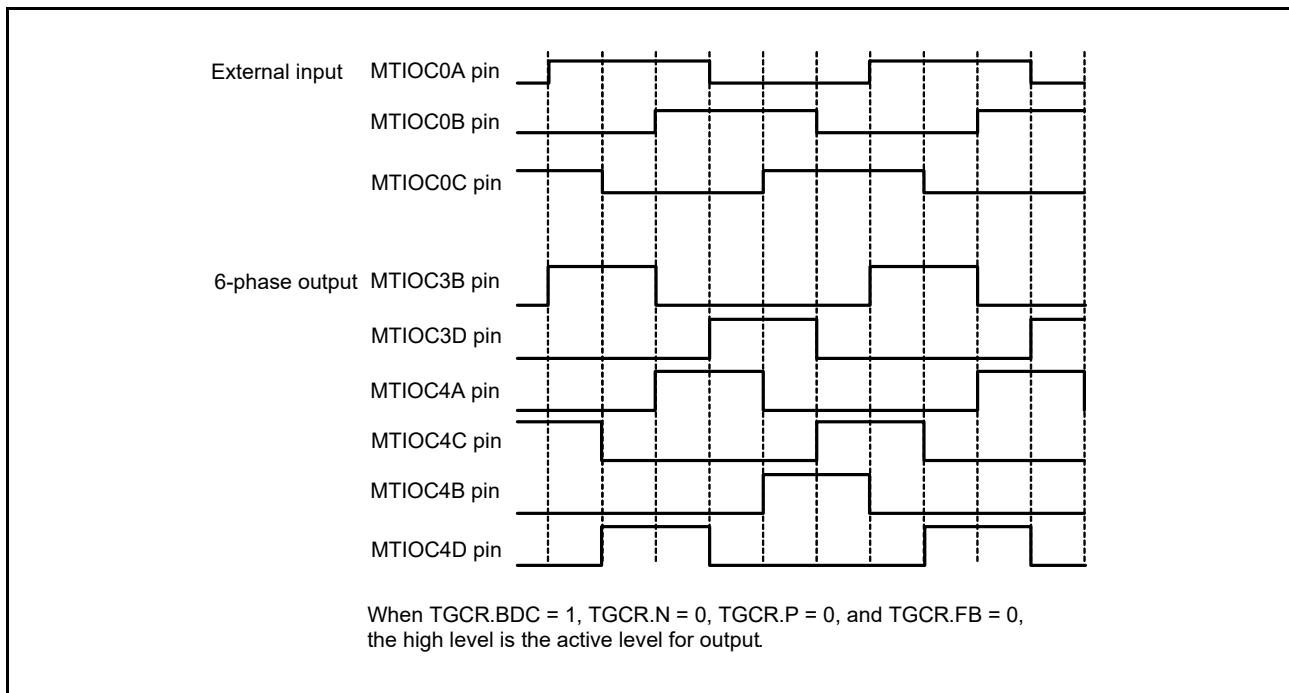 External input MTIOC0A pin
MTIOC0B pin
MTIOC0C pin
6-phase output MTIOC3B pin
MTIOC3D pin
MTIOC4A pin
MTIOC4C pin
MTIOC4B pin
MTIOC4D pin
When TGCR.BDC = 1, TGCR.N = 0, TGCR.P = 0, and TGCR.FB = 0,
the high level is the active level for output.